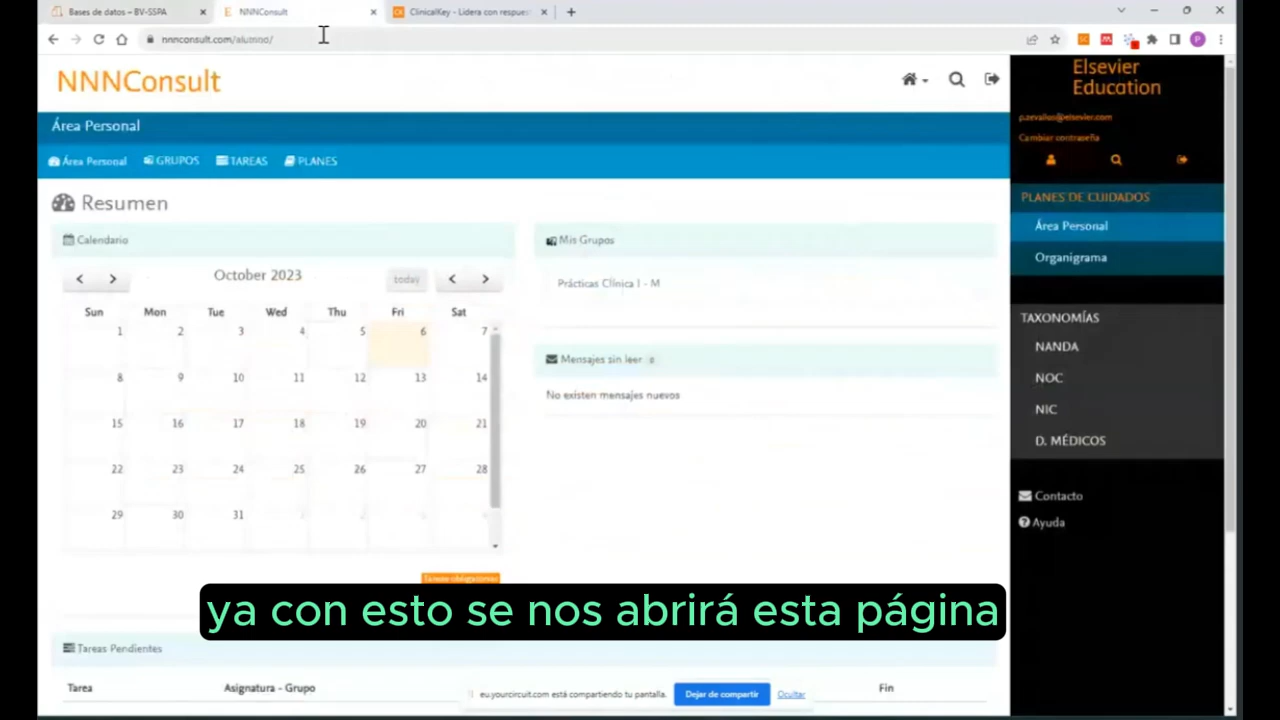 Bases de datos – BV-SSPA
NNNConsult
ClinicalKey - Lidera con respues
nnnconsult.com/alumno/
NNNConsult
Área Personal
Área Personal GRUPOS TAREAS PLANES
Resumen
Calendario
October 2023
today
Sun Mon Tue Wed Thu Fri Sat
1 2 3 4 5 6 7
8 9 10 11 12 13 14
15 16 17 18 19 20 21
22 23 24 25 26 27 28
29 30 31
Tareas obligatorias
Mis Grupos
Prácticas Clínica I - M
Mensajes sin leer 0
No existen mensajes nuevos
Elsevier
Education
p.zevallos@elsevier.com
Cambiar contraseña
PLANES DE CUIDADOS
Área Personal
Organigrama
TAXONOMÍAS
NANDA
NOC
NIC
D. MÉDICOS
Contacto
Ayuda
ya con esto se nos abrirá esta página
Tareas Pendientes
Tarea Asignatura - Grupo Fin
eu.yourcircuit.com está compartiendo tu pantalla. Dejar de compartir Ocultar